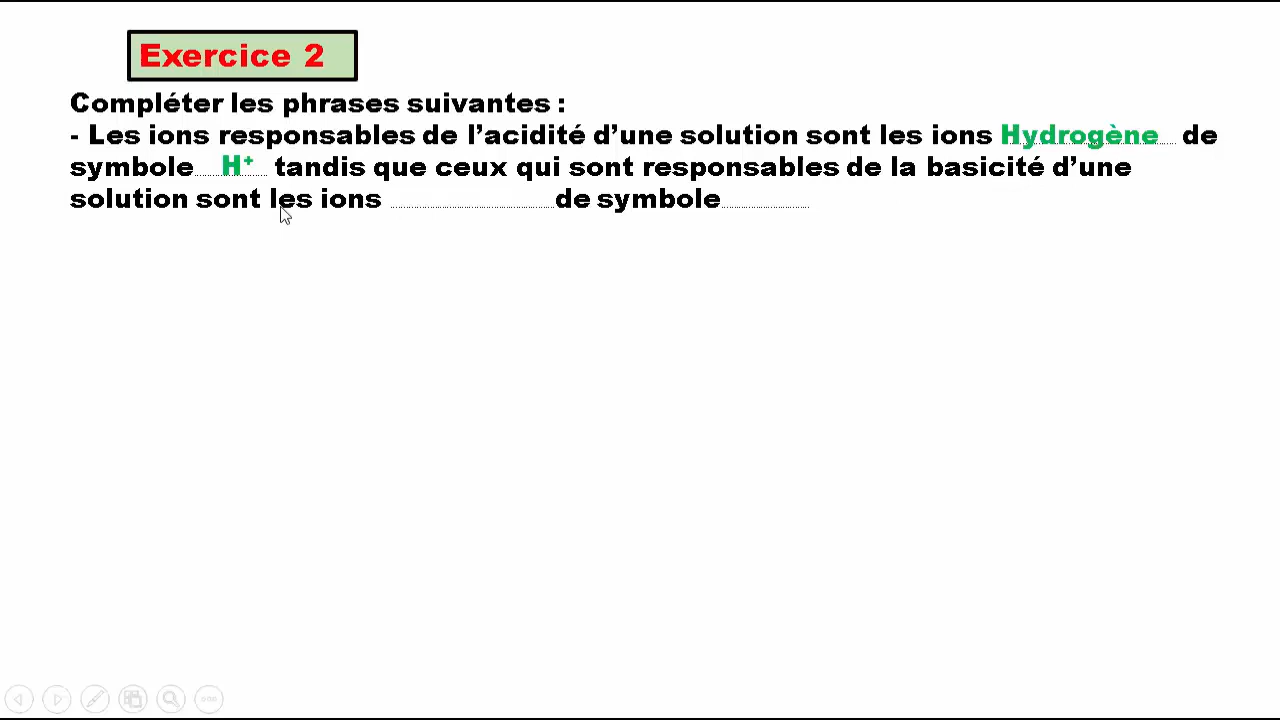 Exercice 2
Compléter les phrases suivantes :
- Les ions responsables de l’acidité d’une solution sont les ions Hydrogène de
symbole H⁺ tandis que ceux qui sont responsables de la basicité d’une
solution sont les ions ........................ de symbole................